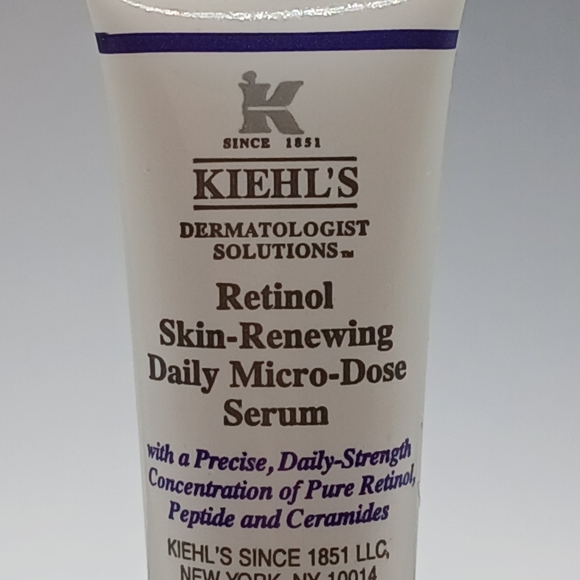 K
SINCE 1851
KIEHL'S
DERMATOLOGIST
SOLUTIONS™
Retinol
Skin-Renewing
Daily Micro-Dose
Serum
with a Precise, Daily-Strength
Concentration of Pure Retinol,
Peptide and Ceramides
KIEHL'S SINCE 1851 LLC,
NEW YORK, NY 10014